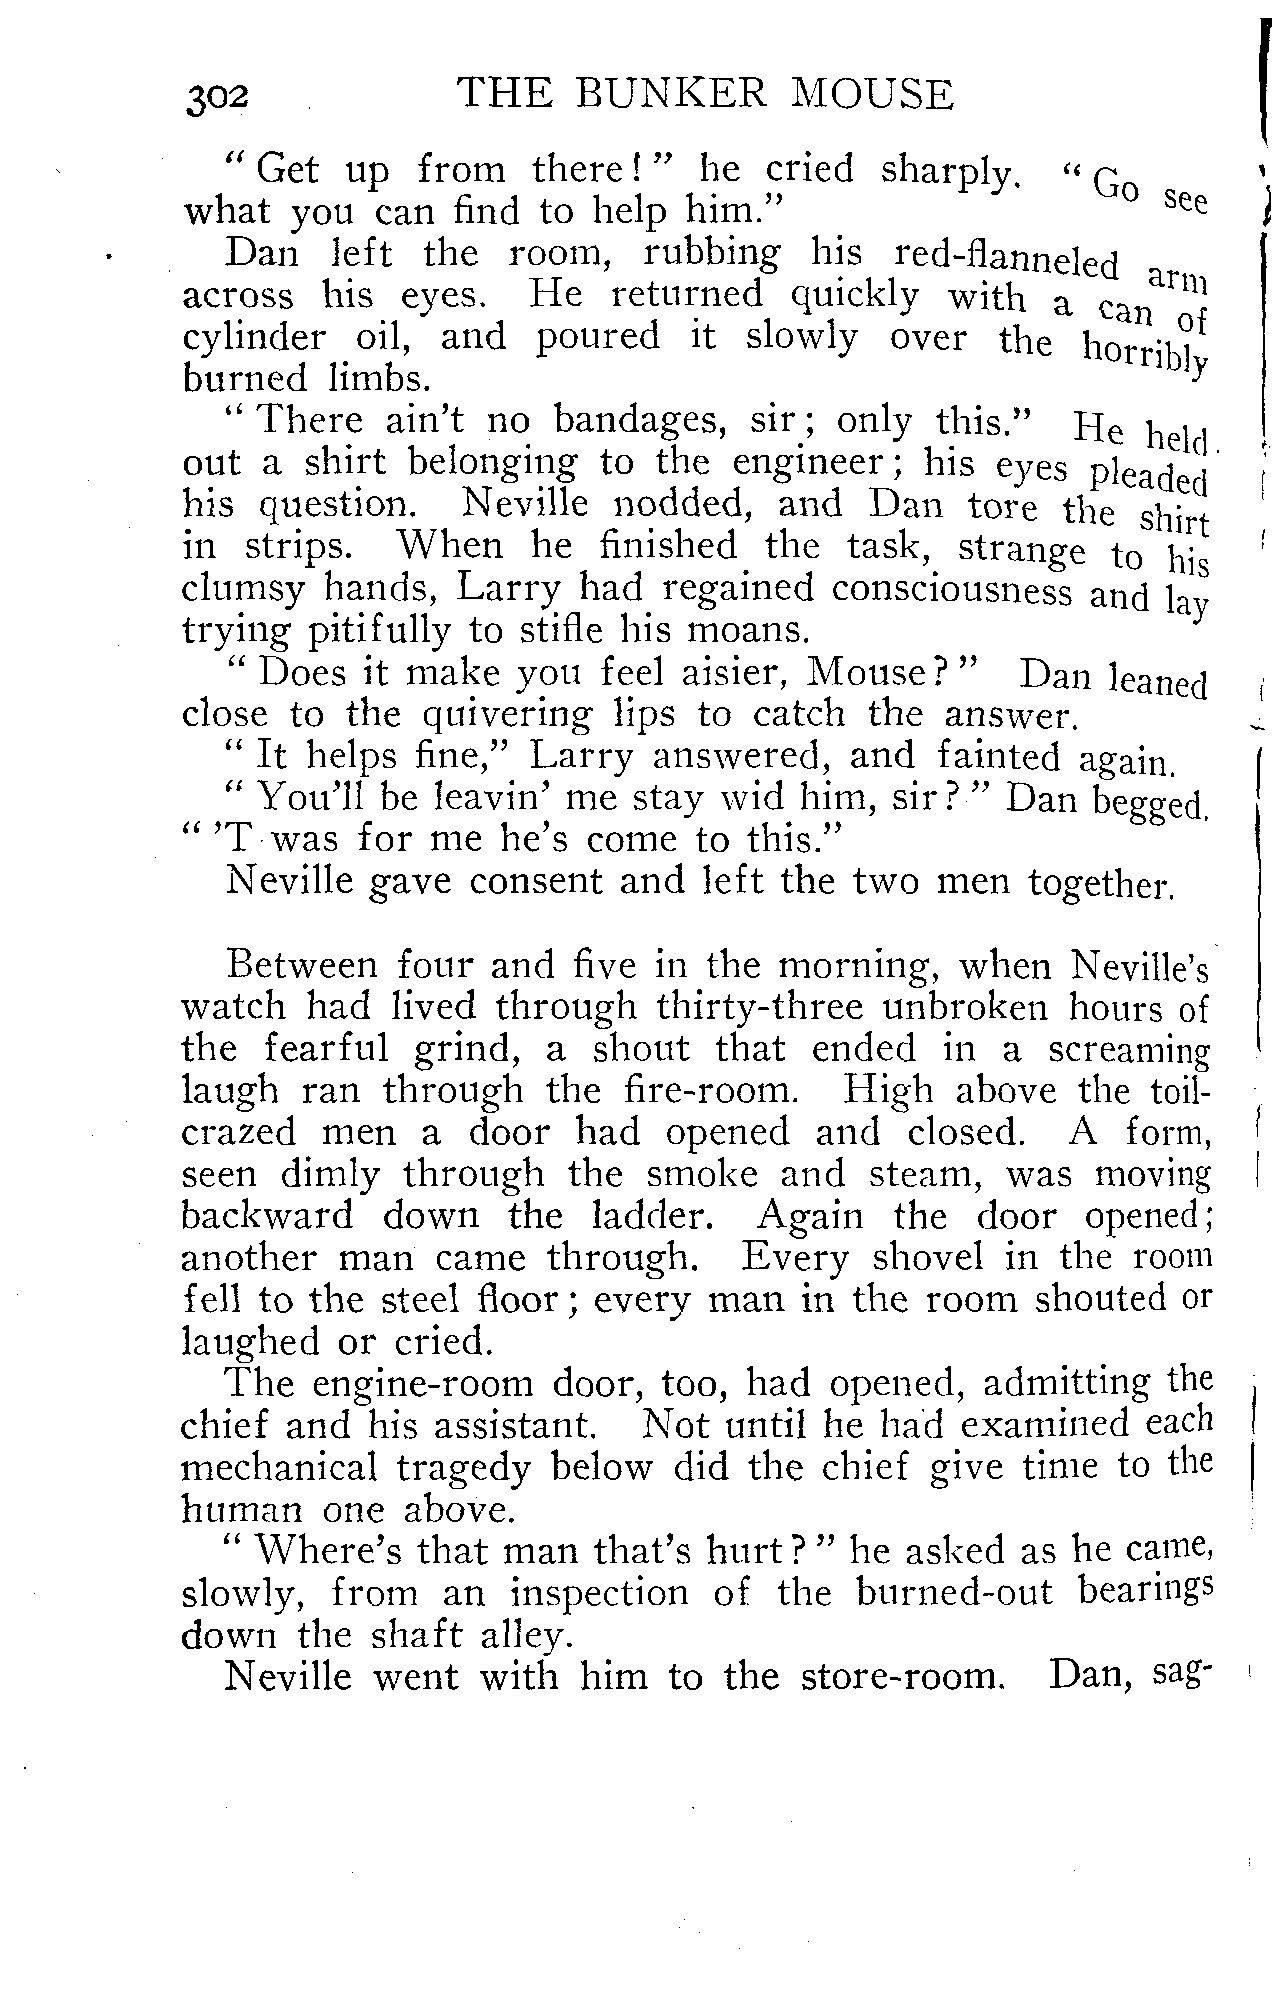 302 THE BUNKER MOUSE
“ Get up from there! ” he cried sharply. “ Go see
what you can find to help him.”
Dan left the room, rubbing his red-flanneled arm
across his eyes. He returned quickly with a can of
cylinder oil, and poured it slowly over the horribly
burned limbs.
“ There ain't no bandages, sir; only this.” He held
out a shirt belonging to the engineer; his eyes pleaded
his question. Neville nodded, and Dan tore the shirt
in strips. When he finished the task, strange to his
clumsy hands, Larry had regained consciousness and lay
trying pitifully to stifle his moans.
“ Does it make you feel aisier, Mouse? ” Dan leaned
close to the quivering lips to catch the answer.
“ It helps fine,” Larry answered, and fainted again.
“ You'll be leavin' me stay wid him, sir? ” Dan begged.
“ 'T was for me he's come to this.”
Neville gave consent and left the two men together.
Between four and five in the morning, when Neville's
watch had lived through thirty-three unbroken hours of
the fearful grind, a shout that ended in a screaming
laugh ran through the fire-room. High above the toil-
crazed men a door had opened and closed. A form,
seen dimly through the smoke and steam, was moving
backward down the ladder. Again the door opened;
another man came through. Every shovel in the room
fell to the steel floor; every man in the room shouted or
laughed or cried.
The engine-room door, too, had opened, admitting the
chief and his assistant. Not until he had examined each
mechanical tragedy below did the chief give time to the
human one above.
“ Where's that man that's hurt? ” he asked as he came,
slowly, from an inspection of the burned-out bearings
down the shaft alley.
Neville went with him to the store-room. Dan, sag-